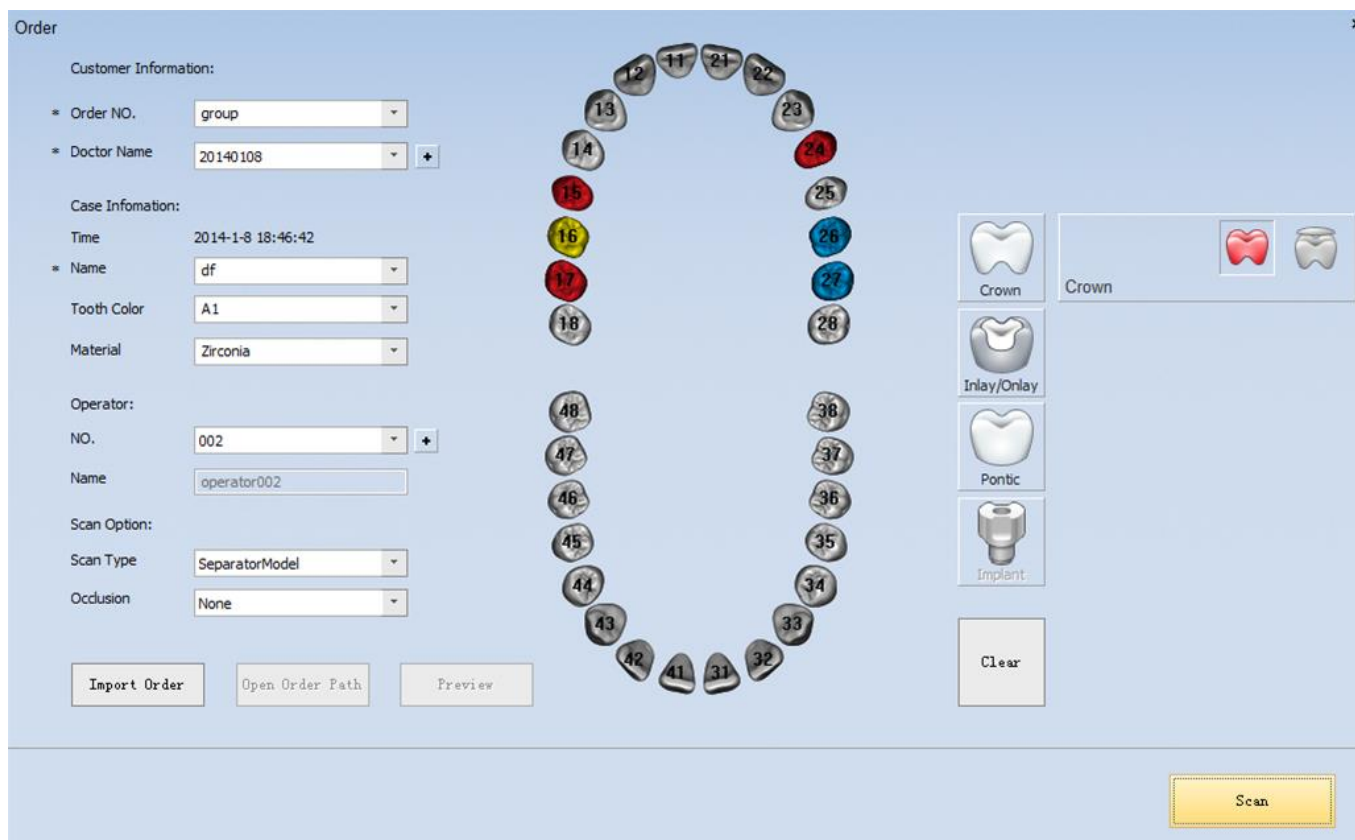 Order
Customer Information:
* Order NO. group
* Doctor Name 20140108 +
Case Infomation:
Time 2014-1-8 18:46:42
* Name df
Tooth Color A1
Material Zirconia
Operator:
NO. 002 +
Name operator002
Scan Option:
Scan Type SeparatorModel
Occlusion None
Import Order Open Order Path Preview
11 21
12 22
13 23
14 24
15 25
16 26
17 27
18 28
48 38
47 37
46 36
45 35
44 34
43 33
42 32
41 31
Crown
Inlay/Onlay
Pontic
Implant
Clear
Crown
Scan